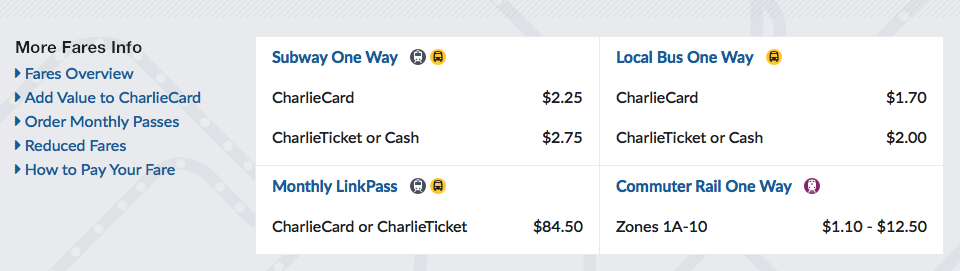 More Fares Info
Fares Overview
Add Value to CharlieCard
Order Monthly Passes
Reduced Fares
How to Pay Your Fare
Subway One Way
CharlieCard $2.25
CharlieTicket or Cash $2.75
Local Bus One Way
CharlieCard $1.70
CharlieTicket or Cash $2.00
Monthly LinkPass
CharlieCard or CharlieTicket $84.50
Commuter Rail One Way
Zones 1A-10 $1.10 - $12.50